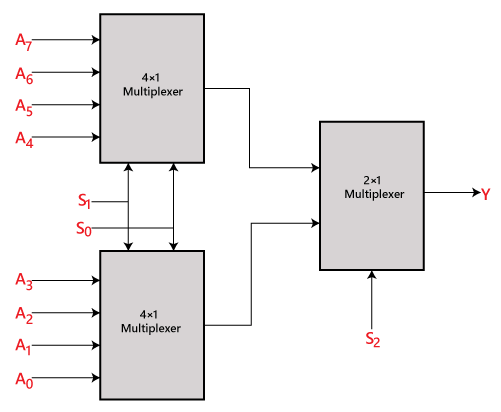 A7
A6
A5
A4
4×1
Multiplexer
S1
S0
2×1
Multiplexer
Y
S2
A3
A2
A1
A0
4×1
Multiplexer